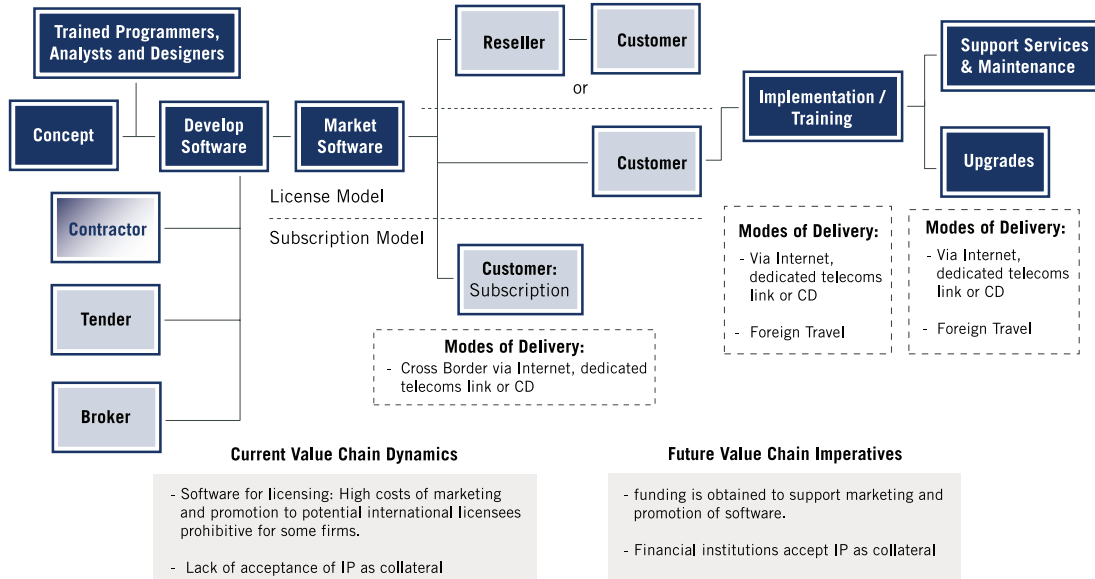 Trained Programmers,
Analysts and Designers
Concept
Develop
Software
Market
Software
Reseller
Customer
or
Customer
Implementation /
Training
Support Services
& Maintenance
Upgrades
License Model
Subscription Model
Contractor
Tender
Broker
Customer:
Subscription
Modes of Delivery:
- Cross Border via Internet, dedicated
telecoms link or CD
Modes of Delivery:
- Via Internet,
dedicated telecoms
link or CD
- Foreign Travel
Modes of Delivery:
- Via Internet,
dedicated telecoms
link or CD
- Foreign Travel
Current Value Chain Dynamics
- Software for licensing: High costs of marketing
and promotion to potential international licensees
prohibitive for some firms.
- Lack of acceptance of IP as collateral
Future Value Chain Imperatives
- funding is obtained to support marketing and
promotion of software.
- Financial institutions accept IP as collateral